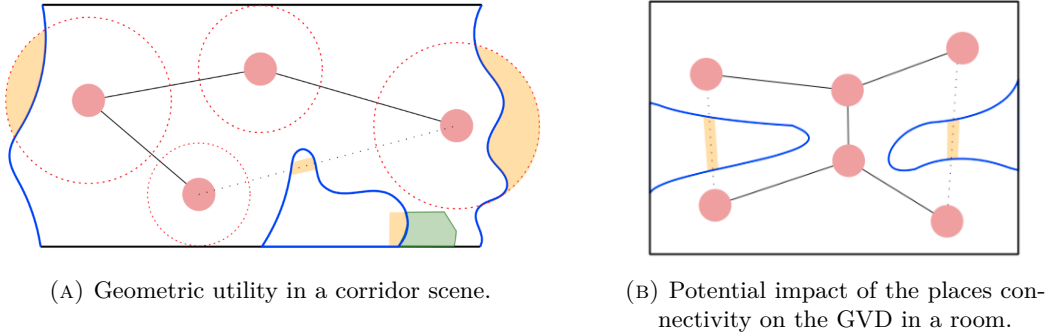 (A) Geometric utility in a corridor scene.
(B) Potential impact of the places con-
nectivity on the GVD in a room.